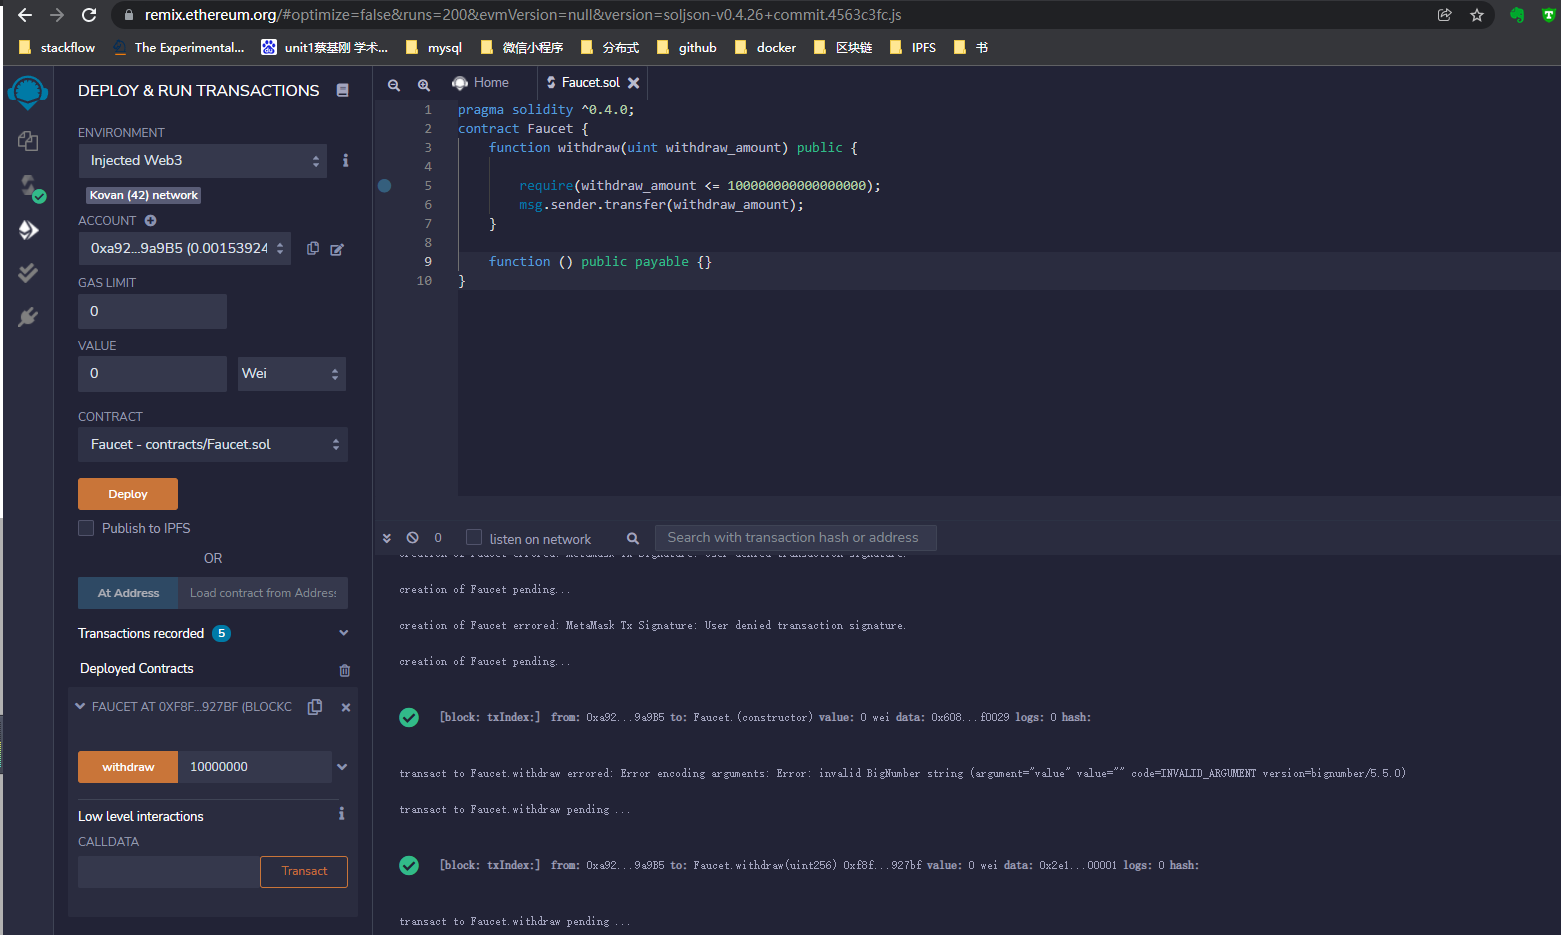 remix.ethereum.org/#optimize=false&runs=200&evmVersion=null&version=soljson-v0.4.26+commit.4563c3fc.js
stackflow The Experimental... unit1蔡基刚 学术... mysql 微信小程序 分布式 github docker 区块链 IPFS 书
DEPLOY & RUN TRANSACTIONS
ENVIRONMENT
Injected Web3
Kovan (42) network
ACCOUNT
0xa92...9a9B5 (0.00153924
GAS LIMIT
0
VALUE
0 Wei
CONTRACT
Faucet - contracts/Faucet.sol
Deploy
Publish to IPFS
OR
At Address Load contract from Address
Transactions recorded 5
Deployed Contracts
FAUCET AT 0XF8F...927BF (BLOCKC
withdraw 10000000
Low level interactions
CALLDATA
Transact
Home Faucet.sol
1 pragma solidity ^0.4.0;
2 contract Faucet {
3 function withdraw(uint withdraw_amount) public {
4
5 require(withdraw_amount <= 100000000000000000);
6 msg.sender.transfer(withdraw_amount);
7 }
8
9 function () public payable {}
10 }
0 listen on network Search with transaction hash or address
creation of Faucet errored: MetaMask Tx Signature: User denied transaction signature.
creation of Faucet pending...
creation of Faucet errored: MetaMask Tx Signature: User denied transaction signature.
creation of Faucet pending...
[block: txIndex:] from: 0xa92...9a9B5 to: Faucet.(constructor) value: 0 wei data: 0x608...f0029 logs: 0 hash:
transact to Faucet.withdraw errored: Error encoding arguments: Error: invalid BigNumber string (argument="value" value="" code=INVALID_ARGUMENT version=bignumber/5.5.0)
transact to Faucet.withdraw pending ...
[block: txIndex:] from: 0xa92...9a9B5 to: Faucet.withdraw(uint256) 0xf8f...927bf value: 0 wei data: 0x2e1...00001 logs: 0 hash:
transact to Faucet.withdraw pending ...